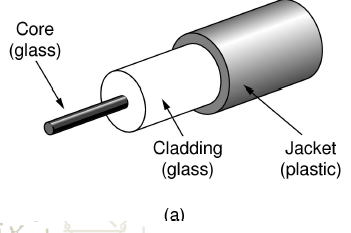 Core
(glass)
Cladding
(glass)
Jacket
(plastic)
(a)